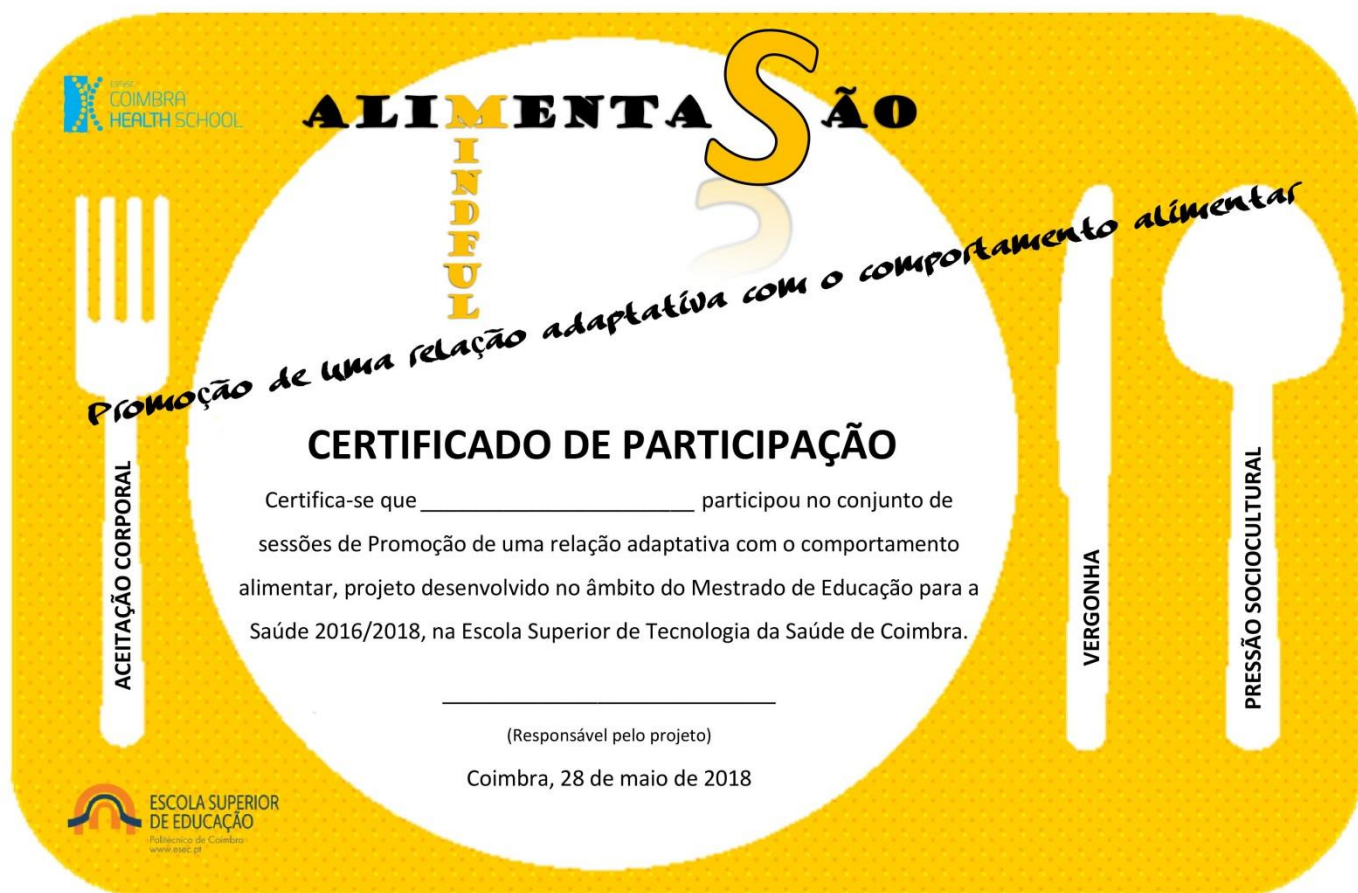 ESTeSC
COIMBRA
HEALTH SCHOOL
ALIMENTASÃO
MINDFUL
Promoção de uma relação adaptativa com o comportamento alimentar
CERTIFICADO DE PARTICIPAÇÃO
Certifica-se que _________________________ participou no conjunto de
sessões de Promoção de uma relação adaptativa com o comportamento
alimentar, projeto desenvolvido no âmbito do Mestrado de Educação para a
Saúde 2016/2018, na Escola Superior de Tecnologia da Saúde de Coimbra.
(Responsável pelo projeto)
Coimbra, 28 de maio de 2018
ACEITAÇÃO CORPORAL
VERGONHA
PRESSÃO SOCIOCULTURAL
ESCOLA SUPERIOR
DE EDUCAÇÃO
Politécnico de Coimbra
www.esec.pt